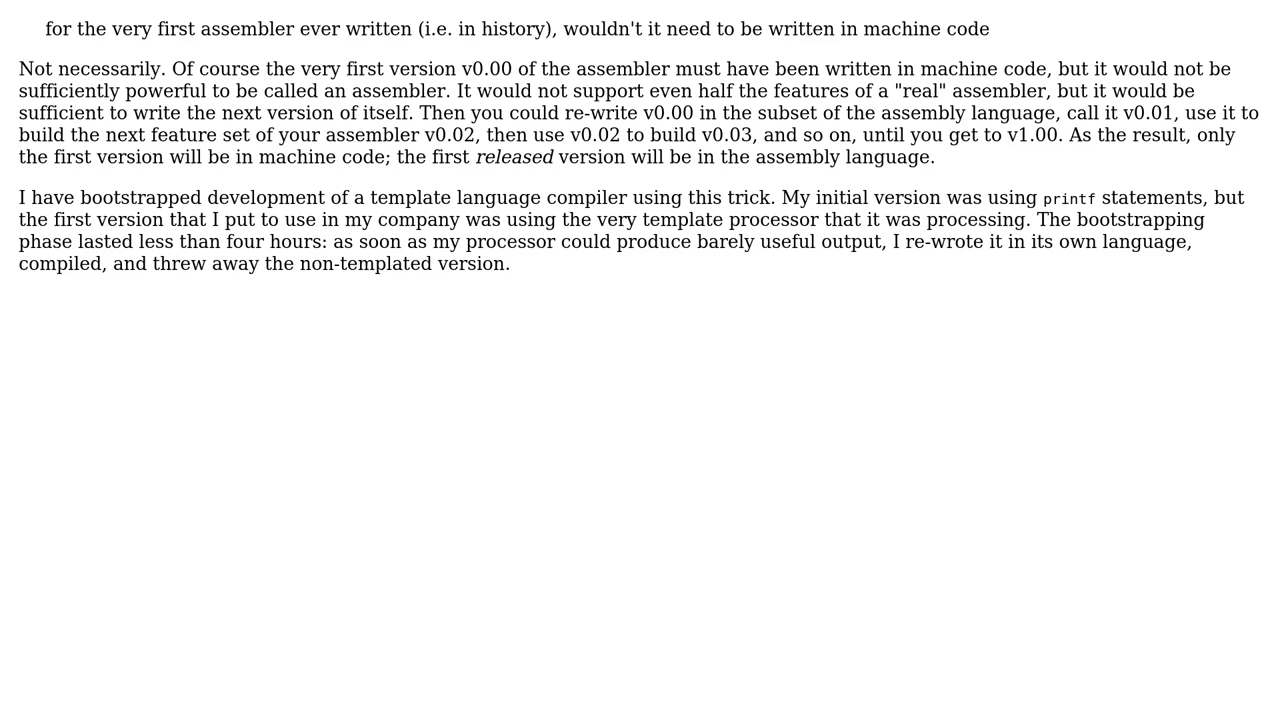 for the very first assembler ever written (i.e. in history), wouldn't it need to be written in machine code
Not necessarily. Of course the very first version v0.00 of the assembler must have been written in machine code, but it would not be
sufficiently powerful to be called an assembler. It would not support even half the features of a "real" assembler, but it would be
sufficient to write the next version of itself. Then you could re-write v0.00 in the subset of the assembly language, call it v0.01, use it to
build the next feature set of your assembler v0.02, then use v0.02 to build v0.03, and so on, until you get to v1.00. As the result, only
the first version will be in machine code; the first released version will be in the assembly language.
I have bootstrapped development of a template language compiler using this trick. My initial version was using printf statements, but
the first version that I put to use in my company was using the very template processor that it was processing. The bootstrapping
phase lasted less than four hours: as soon as my processor could produce barely useful output, I re-wrote it in its own language,
compiled, and threw away the non-templated version.